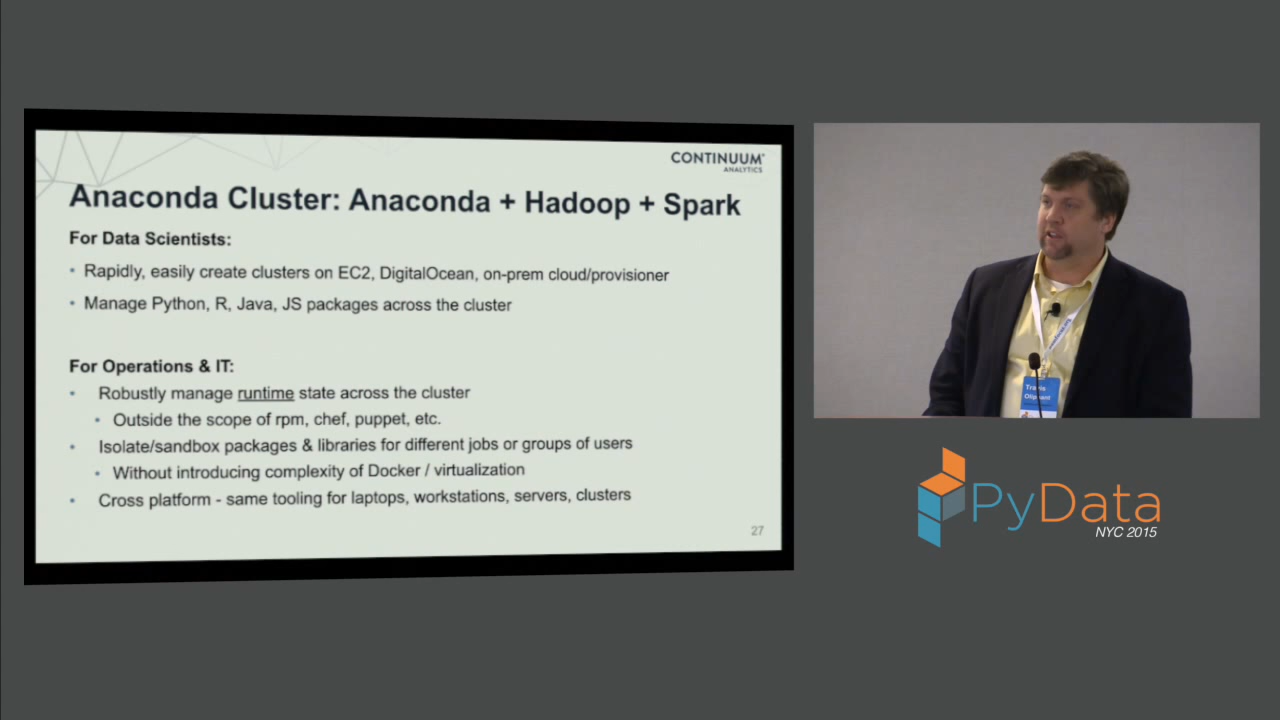 CONTINUUM
ANALYTICS
Anaconda Cluster: Anaconda + Hadoop + Spark
For Data Scientists:
• Rapidly, easily create clusters on EC2, DigitalOcean, on-prem cloud/provisioner
• Manage Python, R, Java, JS packages across the cluster
For Operations & IT:
• Robustly manage runtime state across the cluster
• Outside the scope of rpm, chef, puppet, etc.
• Isolate/sandbox packages & libraries for different jobs or groups of users
• Without introducing complexity of Docker / virtualization
• Cross platform - same tooling for laptops, workstations, servers, clusters
27
Travis
Oliphant
PyData
NYC 2015